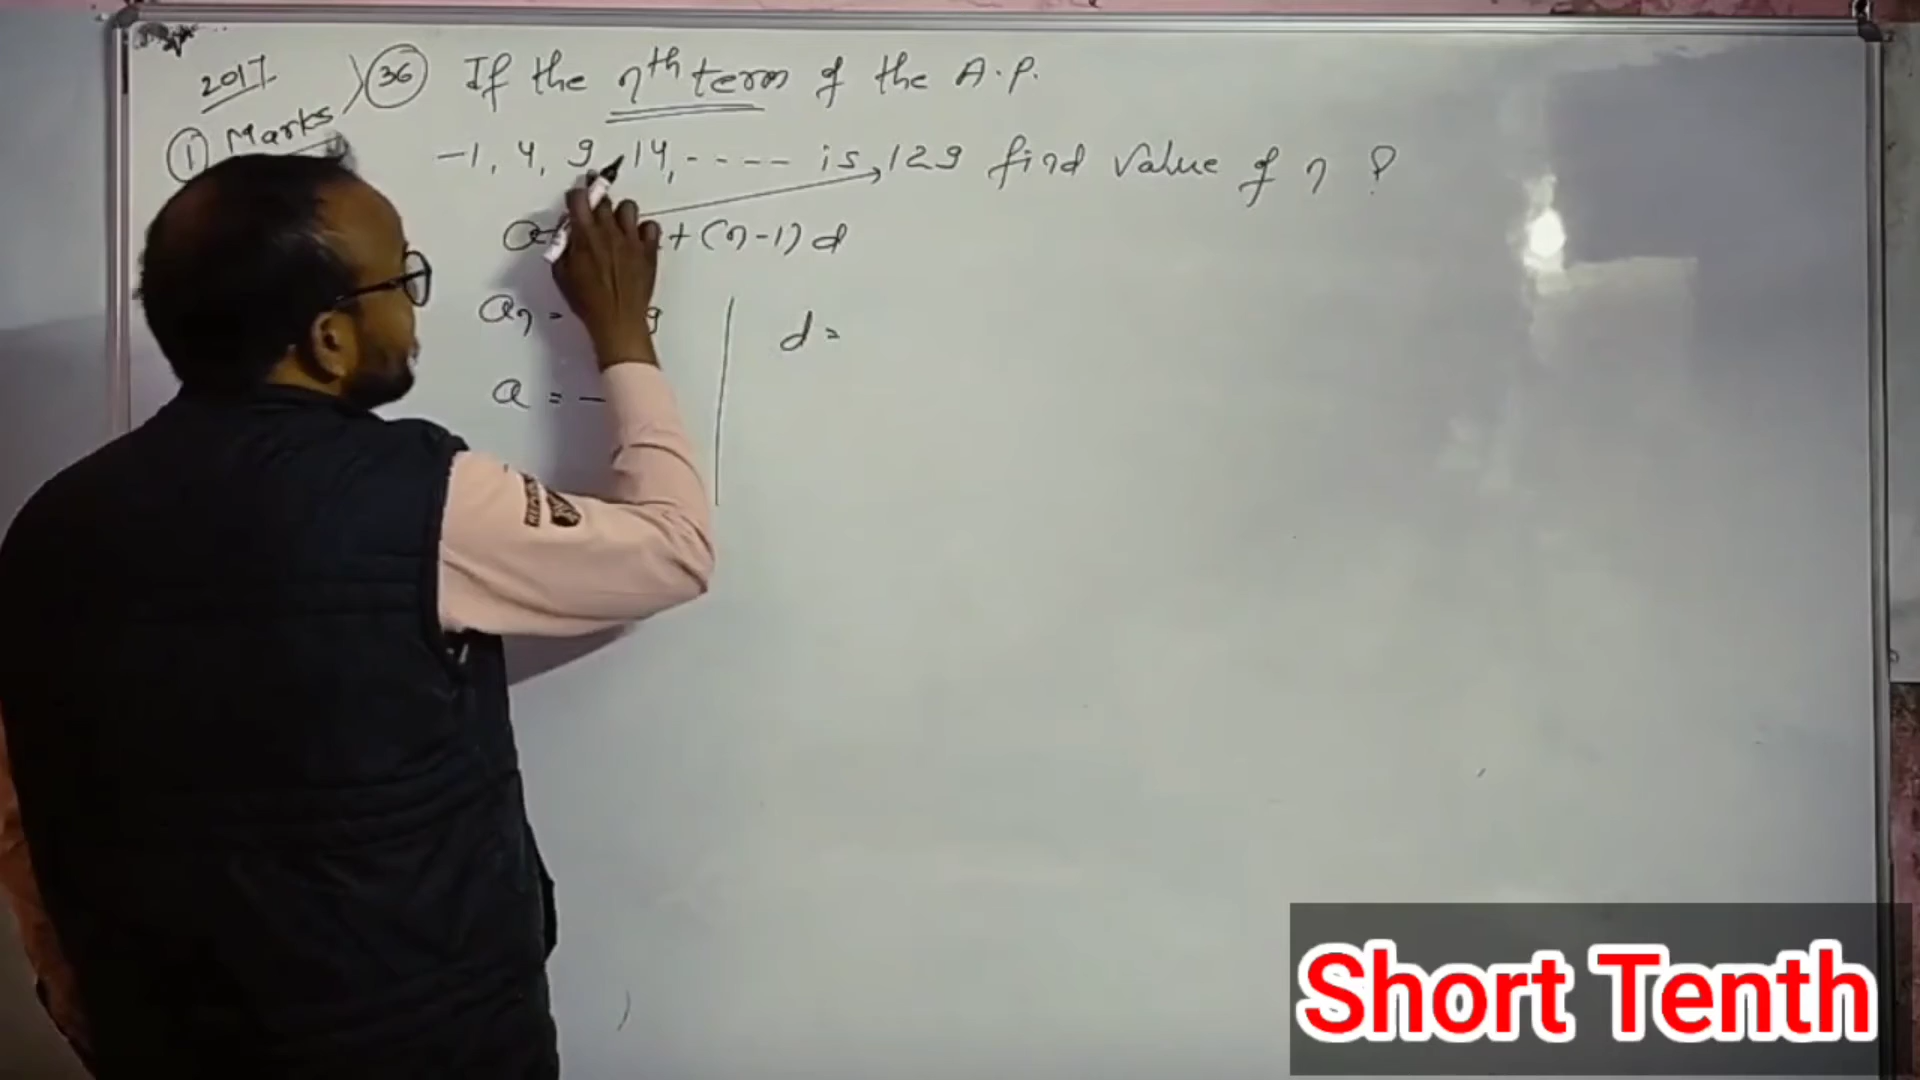 2017
① Marks
㊱ If the nth term of the A.P.
-1, 4, 9, 14, - - - - - is 129 find value of n ?
+ (n-1) d
an =
d =
a = -
Short Tenth